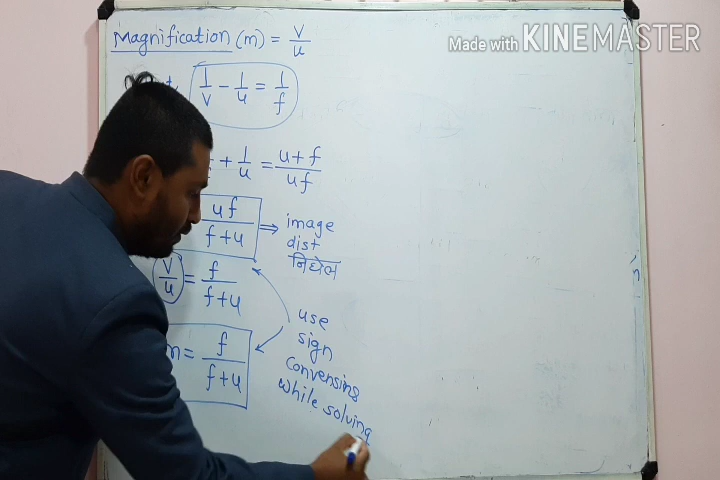 Magnification (m) = v/u
1/v - 1/u = 1/f
+ 1/u = u+f/uf
uf/f+u ⇒ image
dist
v/u = f/f+u
use
sign
convensing
while solving
m = f/f+u
Made with KINEMASTER